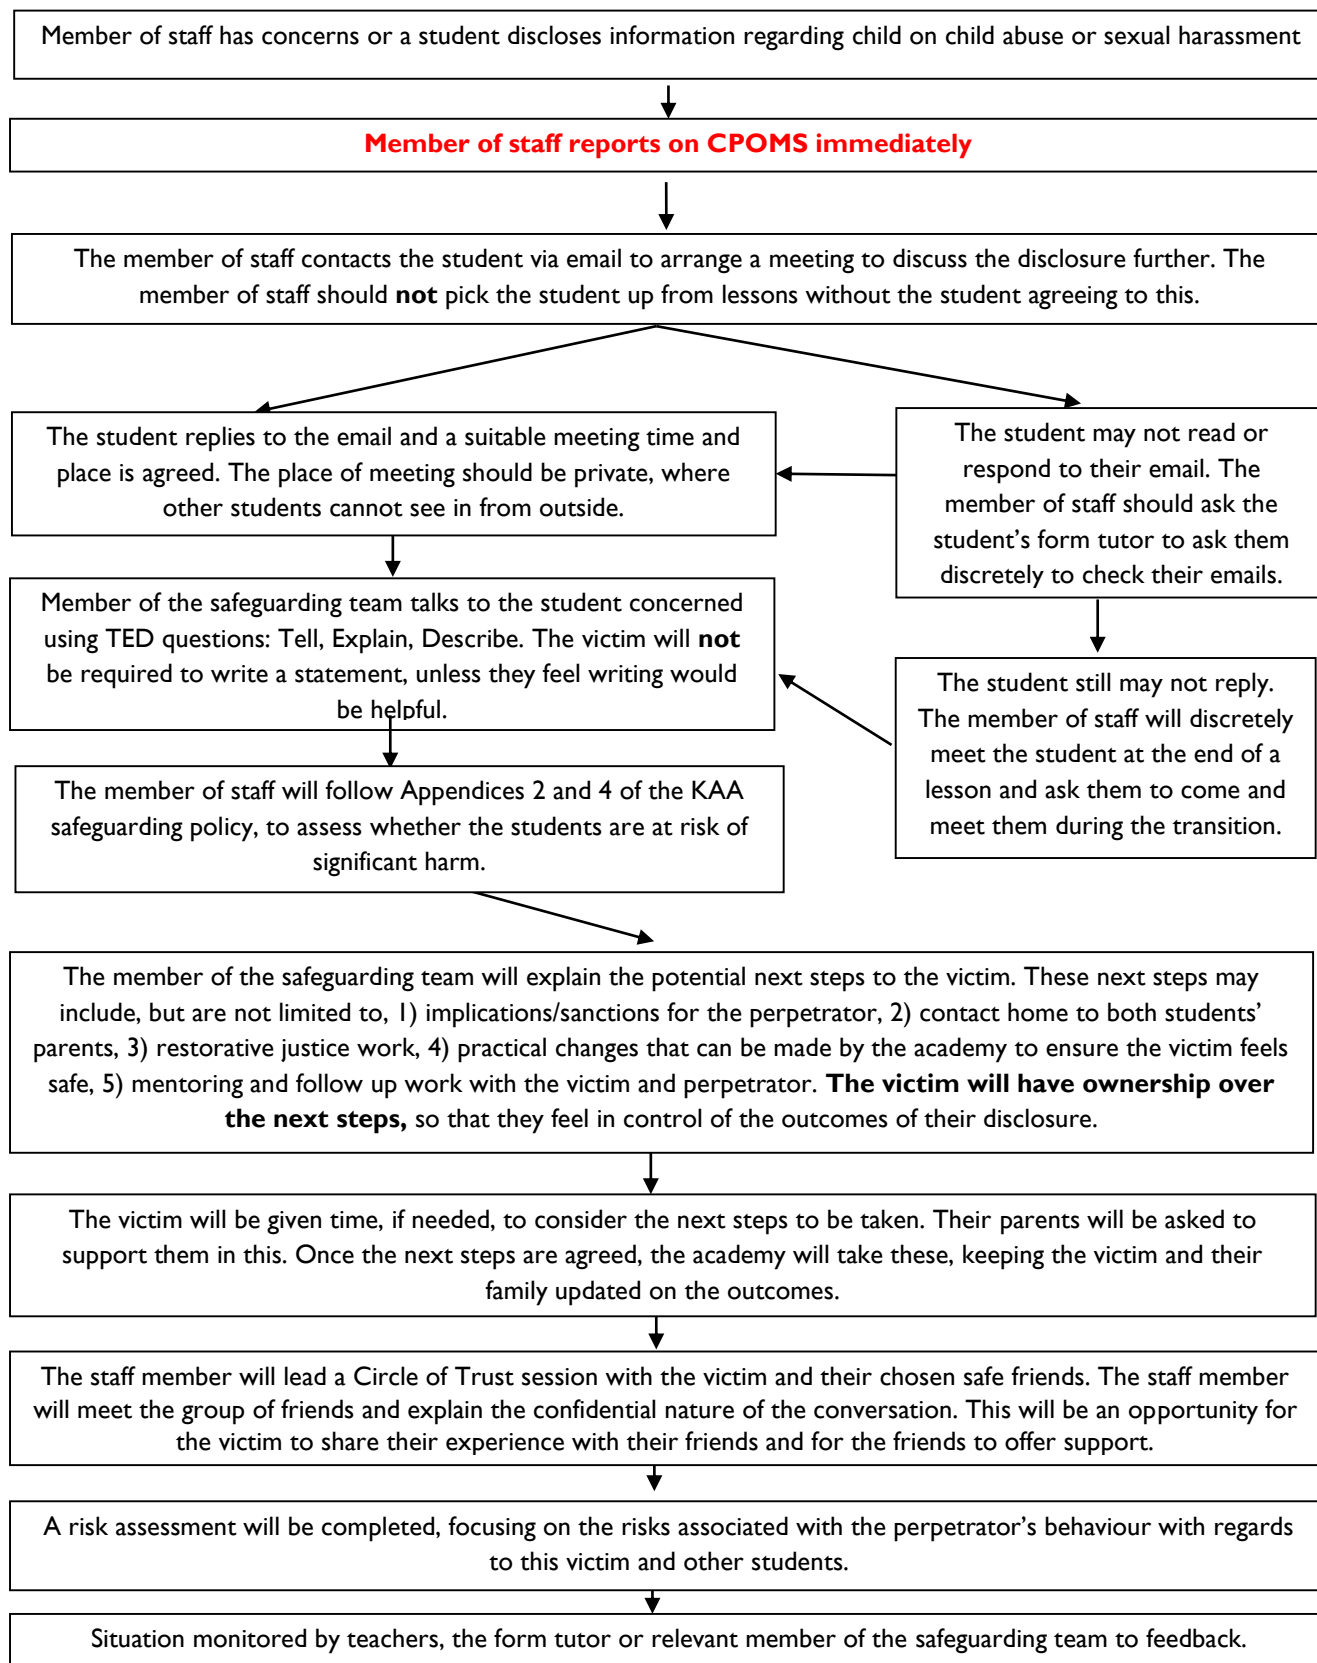 Member of staff has concerns or a student discloses information regarding child on child abuse or sexual harassment
Member of staff reports on CPOMS immediately
The member of staff contacts the student via email to arrange a meeting to discuss the disclosure further. The
member of staff should not pick the student up from lessons without the student agreeing to this.
The student replies to the email and a suitable meeting time and
place is agreed. The place of meeting should be private, where
other students cannot see in from outside.
The student may not read or
respond to their email. The
member of staff should ask the
student's form tutor to ask them
discretely to check their emails.
Member of the safeguarding team talks to the student concerned
using TED questions: Tell, Explain, Describe. The victim will not
be required to write a statement, unless they feel writing would
be helpful.
The student still may not reply.
The member of staff will discretely
meet the student at the end of a
lesson and ask them to come and
meet them during the transition.
The member of staff will follow Appendices 2 and 4 of the KAA
safeguarding policy, to assess whether the students are at risk of
significant harm.
The member of the safeguarding team will explain the potential next steps to the victim. These next steps may
include, but are not limited to, 1) implications/sanctions for the perpetrator, 2) contact home to both students'
parents, 3) restorative justice work, 4) practical changes that can be made by the academy to ensure the victim feels
safe, 5) mentoring and follow up work with the victim and perpetrator. The victim will have ownership over
the next steps, so that they feel in control of the outcomes of their disclosure.
The victim will be given time, if needed, to consider the next steps to be taken. Their parents will be asked to
support them in this. Once the next steps are agreed, the academy will take these, keeping the victim and their
family updated on the outcomes.
The staff member will lead a Circle of Trust session with the victim and their chosen safe friends. The staff member
will meet the group of friends and explain the confidential nature of the conversation. This will be an opportunity for
the victim to share their experience with their friends and for the friends to offer support.
A risk assessment will be completed, focusing on the risks associated with the perpetrator's behaviour with regards
to this victim and other students.
Situation monitored by teachers, the form tutor or relevant member of the safeguarding team to feedback.